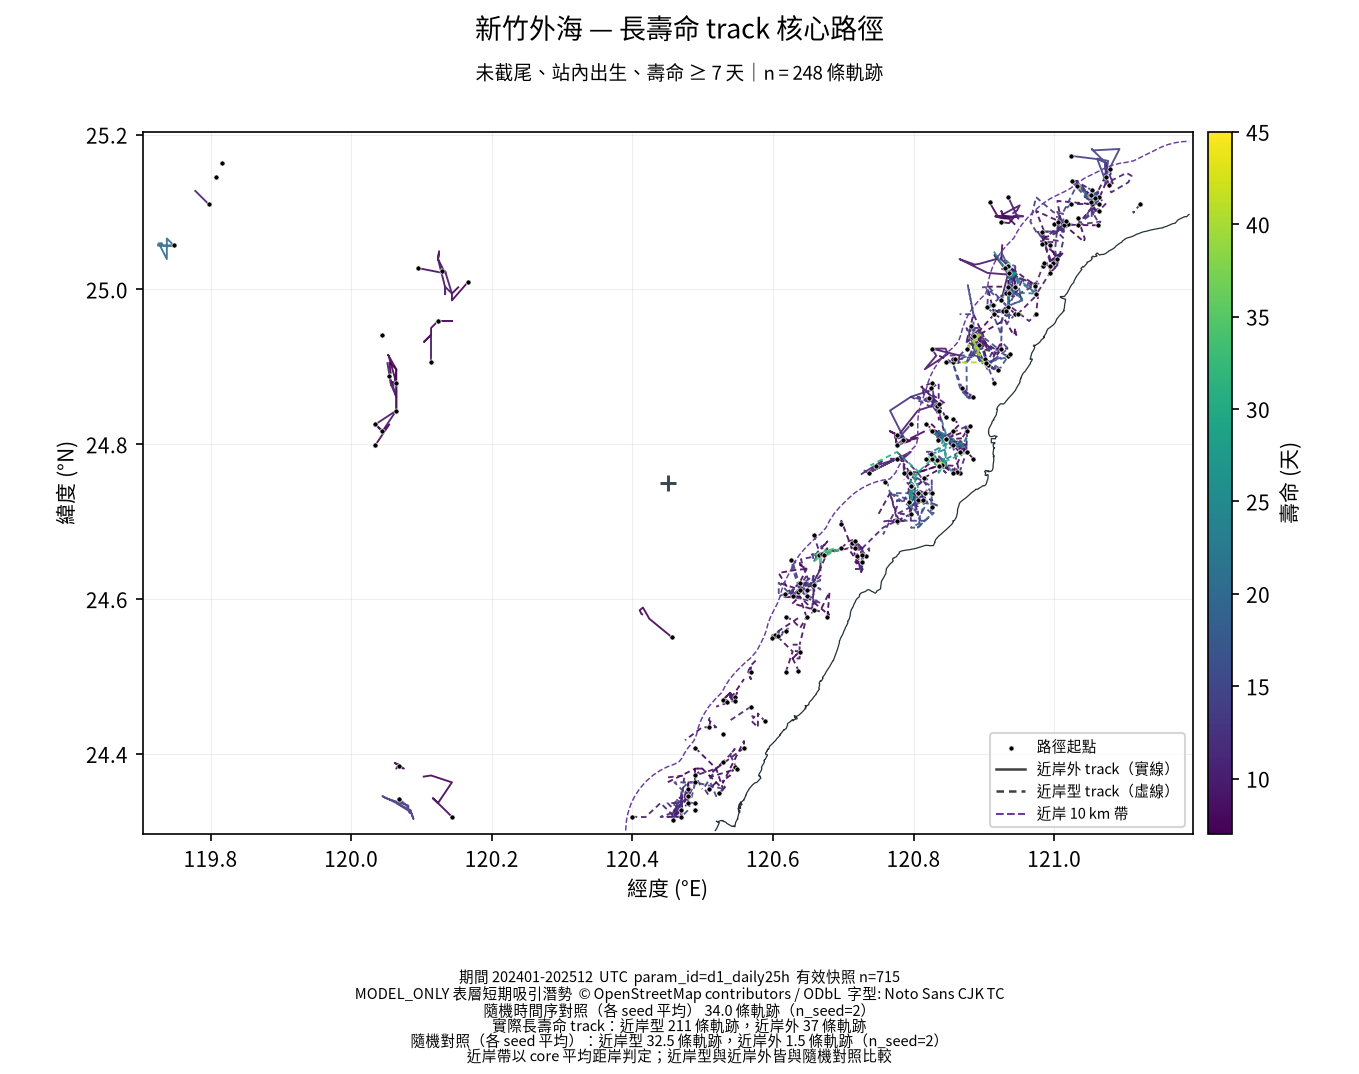 新竹外海 — 長壽命 track 核心路徑
未截尾、站內出生、壽命 ≥ 7 天｜n = 248 條軌跡
25.2
25.0
24.8
24.6
24.4
緯度 (°N)
119.8
120.0
120.2
120.4
120.6
120.8
121.0
經度 (°E)
45
40
35
30
25
20
15
10
壽命 (天)
路徑起點
近岸外 track（實線）
近岸型 track（虛線）
近岸 10 km 帶
期間 202401-202512 UTC param_id=d1_daily25h 有效快照 n=715
MODEL_ONLY 表層短期吸引潛勢 © OpenStreetMap contributors / ODbL 字型: Noto Sans CJK TC
隨機時間序對照（各 seed 平均） 34.0 條軌跡（n_seed=2）
實際長壽命 track：近岸型 211 條軌跡，近岸外 37 條軌跡
隨機對照（各 seed 平均）：近岸型 32.5 條軌跡，近岸外 1.5 條軌跡（n_seed=2）
近岸帶以 core 平均距岸判定；近岸型與近岸外皆與隨機對照比較